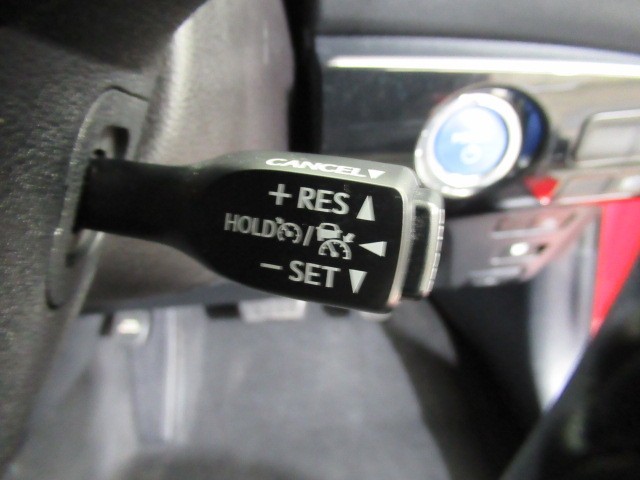 CANCEL▼
+ RES ▲
HOLD / ◀
− SET ▼